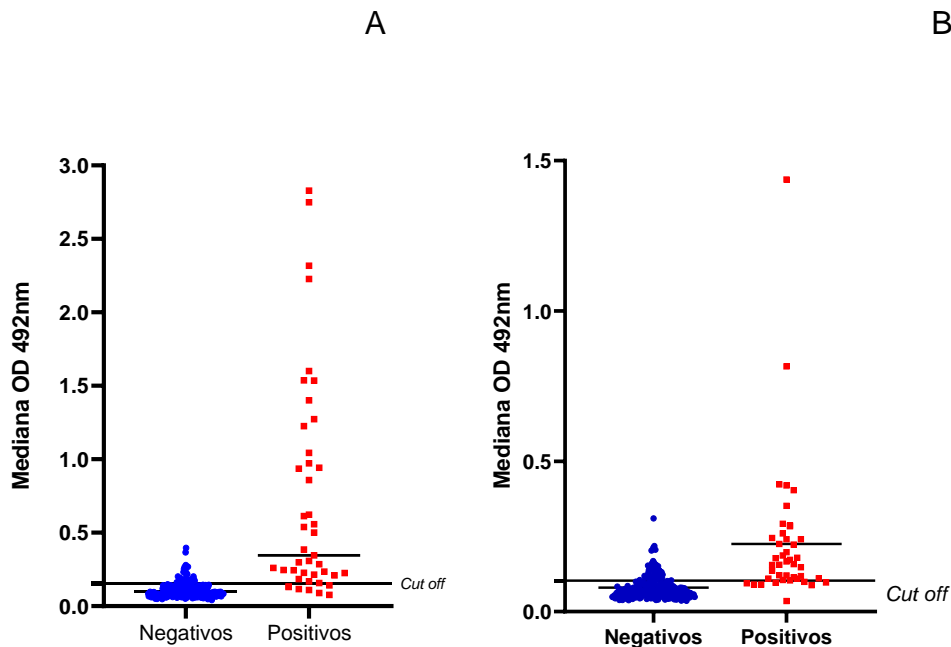 A
B
Mediana OD 492nm
3.0
2.5
2.0
1.5
1.0
0.5
0.0
Negativos
Positivos
Cut off
Mediana OD 492nm
1.5
1.0
0.5
0.0
Negativos
Positivos
Cut off